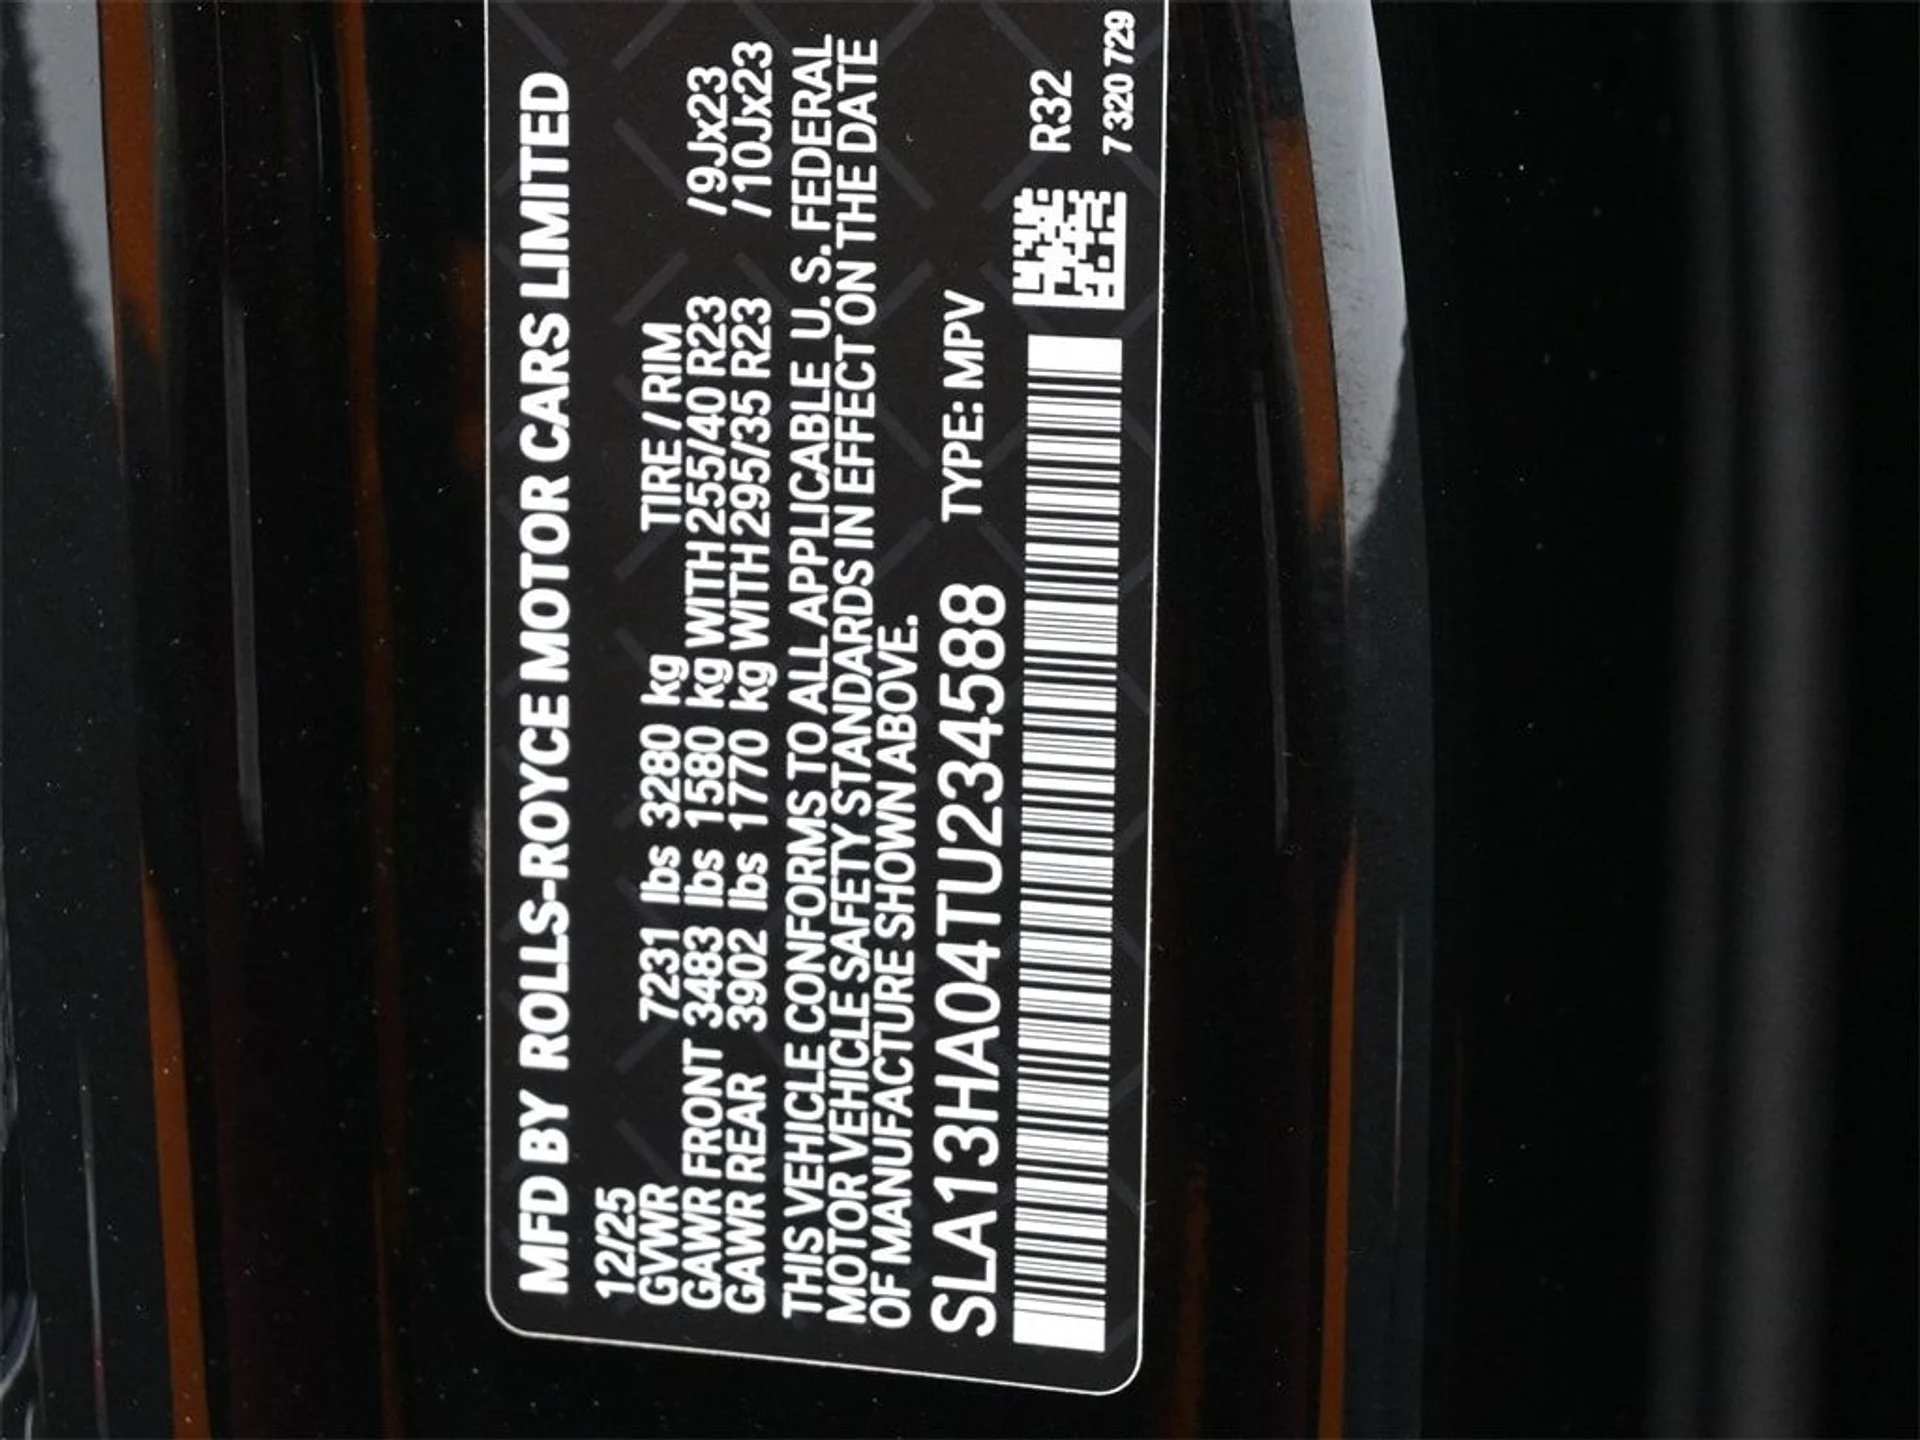 MFD BY ROLLS-ROYCE MOTOR CARS LIMITED
12/25
GVWR 7231 lbs 3280 kg TIRE / RIM
GAWR FRONT 3483 lbs 1580 kg WITH 255/40 R23 /9Jx23
GAWR REAR 3902 lbs 1770 kg WITH 295/35 R23 /10Jx23
THIS VEHICLE CONFORMS TO ALL APPLICABLE U.S. FEDERAL
MOTOR VEHICLE SAFETY STANDARDS IN EFFECT ON THE DATE
OF MANUFACTURE SHOWN ABOVE.
SLA13HA04TU234588 TYPE: MPV
R32
7 320 729